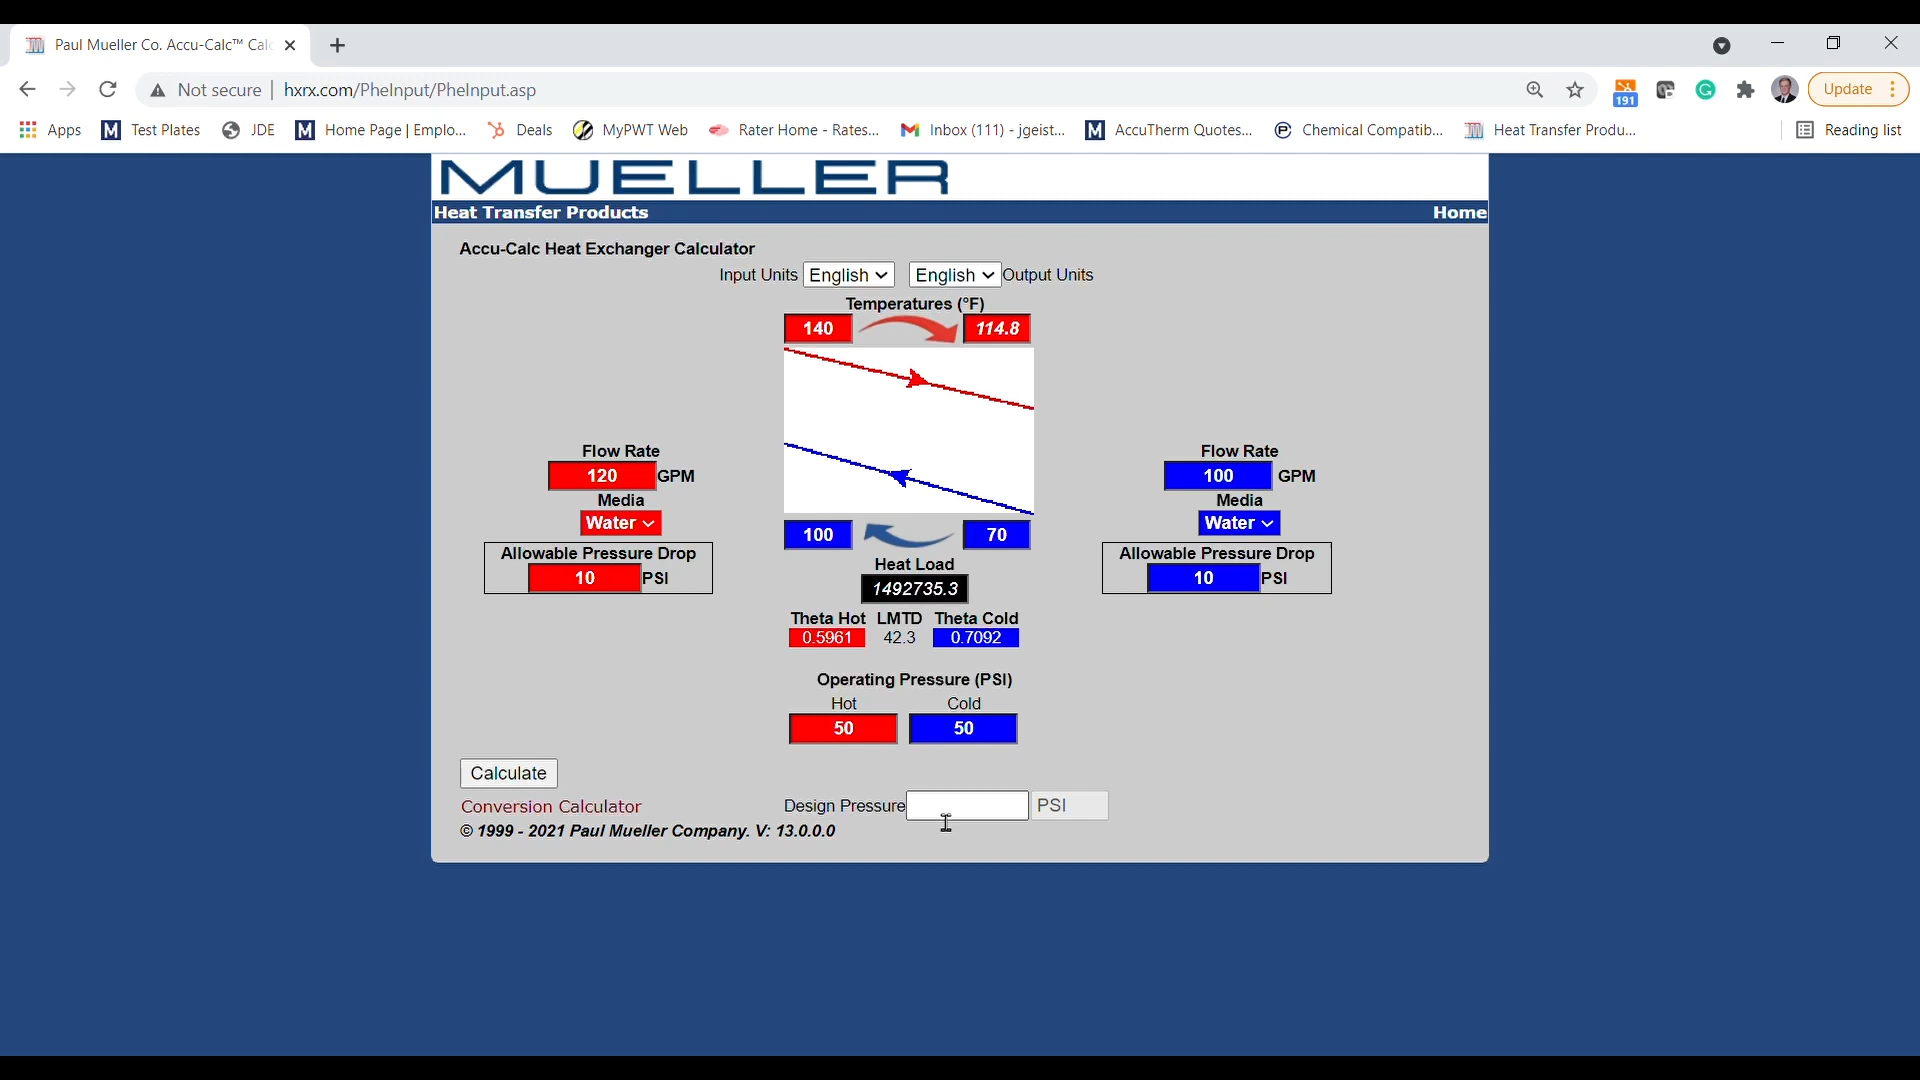 Paul Mueller Co. Accu-Calc™ Calc
Not secure | hxrx.com/PheInput/PheInput.asp
191
Update
Apps
Test Plates
JDE
Home Page | Emplo...
Deals
MyPWT Web
Rater Home - Rates...
Inbox (111) - jgeist...
AccuTherm Quotes...
Chemical Compatib...
Heat Transfer Produ...
Reading list
MUELLER
Heat Transfer Products Home
Accu-Calc Heat Exchanger Calculator
Input Units English English Output Units
Temperatures (°F)
140 114.8
Flow Rate
120 GPM
Media
Water
Allowable Pressure Drop
10 PSI
Flow Rate
100 GPM
Media
Water
Allowable Pressure Drop
10 PSI
100 70
Heat Load
1492735.3
Theta Hot LMTD Theta Cold
0.5961 42.3 0.7092
Operating Pressure (PSI)
Hot Cold
50 50
Calculate
Conversion Calculator
Design Pressure PSI
© 1999 - 2021 Paul Mueller Company. V: 13.0.0.0